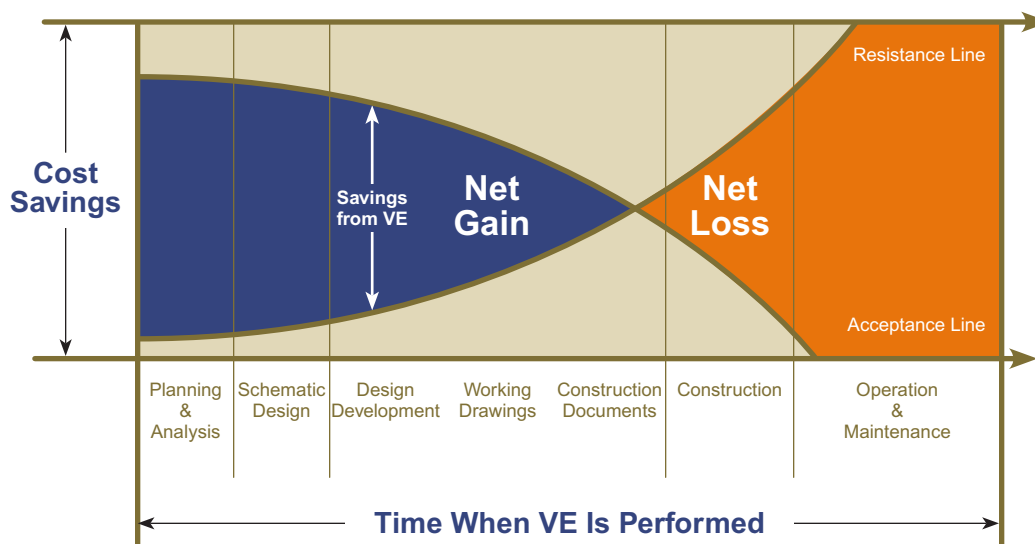 Resistance Line
Cost
Savings
Savings
from VE
Net
Gain
Net
Loss
Acceptance Line
Planning
&
Analysis
Schematic
Design
Design
Development
Working
Drawings
Construction
Documents
Construction
Operation
&
Maintenance
Time When VE Is Performed